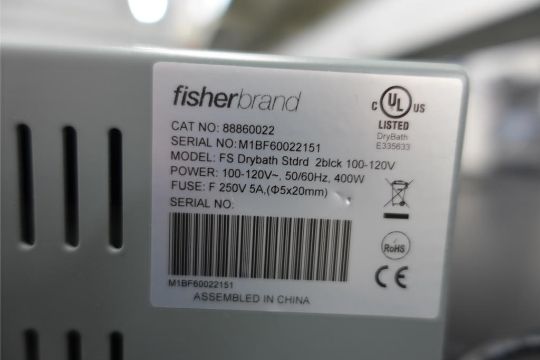 fisherbrand
CAT NO: 88860022
SERIAL NO:M1BF60022151
MODEL: FS Drybath Stdrd 2blck 100-120V
POWER: 100-120V~, 50/60Hz, 400W
FUSE: F 250V 5A,(Φ5x20mm)
SERIAL NO:
M1BF60022151
ASSEMBLED IN CHINA
C UL US
LISTED
DryBath
E335633
RoHS
CE